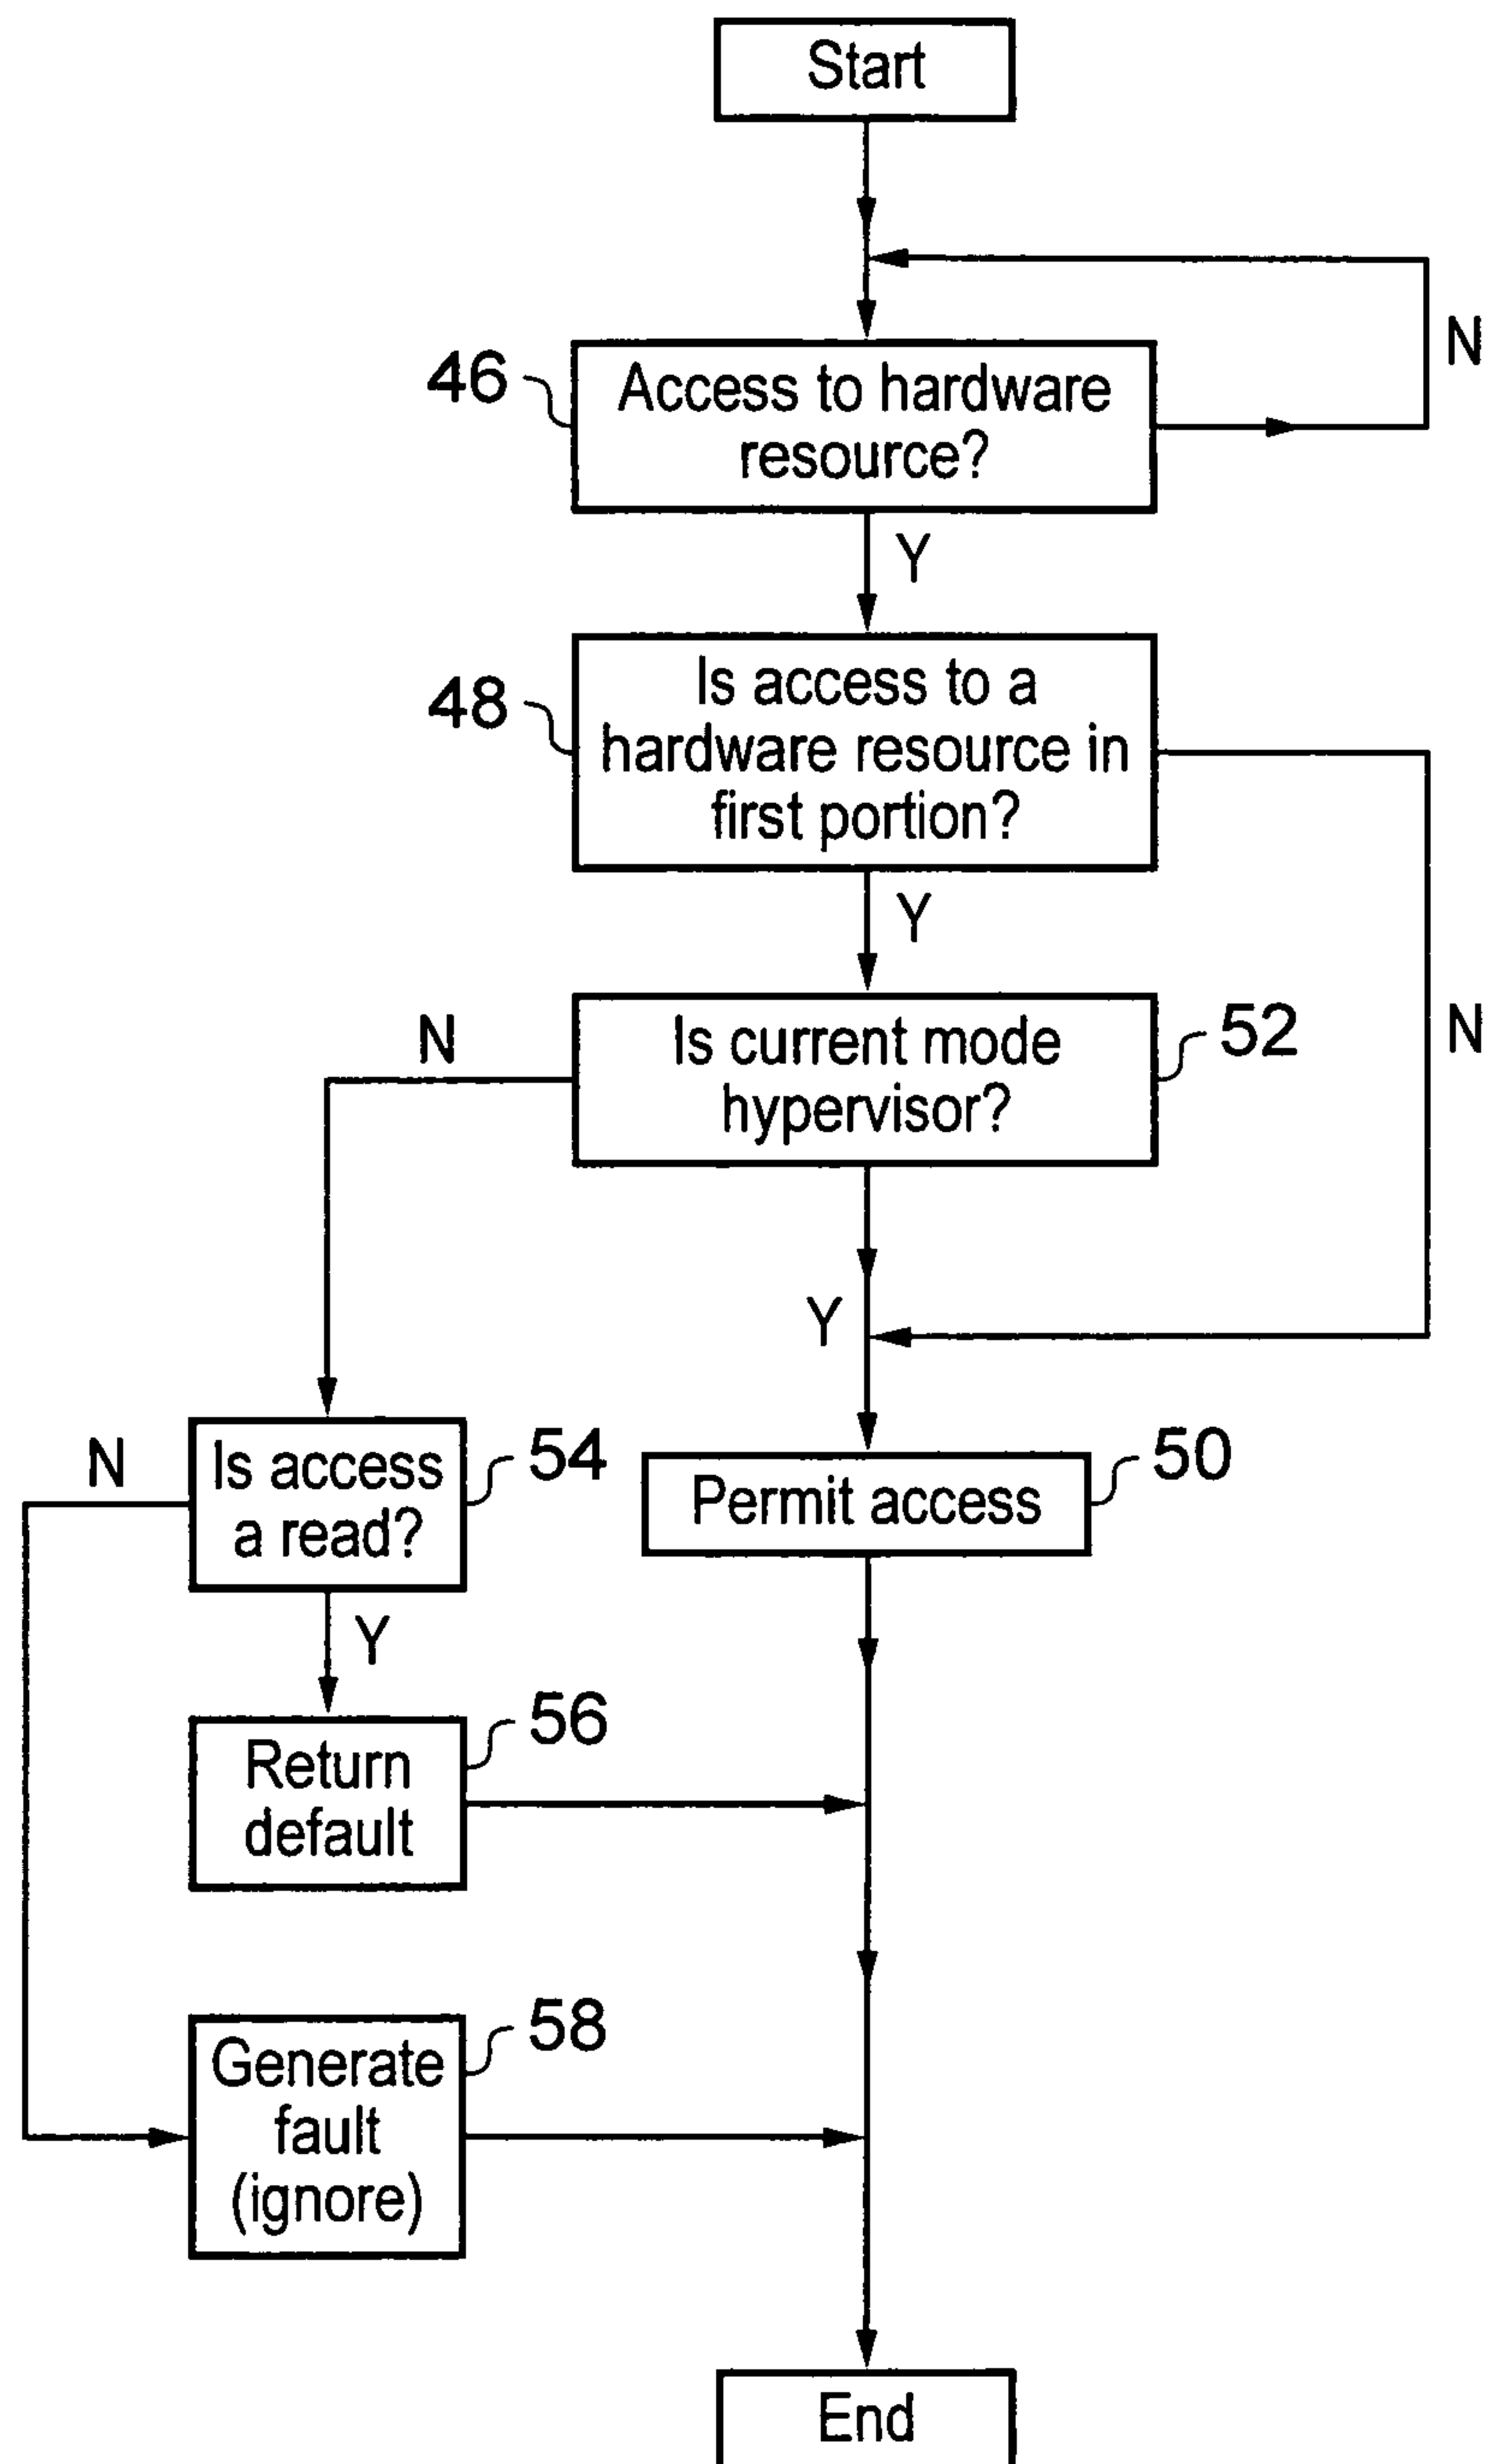 Start
N
46
Access to hardware
resource?
Y
48
Is access to a
hardware resource in
first portion?
Y
N
N
Is current mode
hypervisor?
52
Y
N
Is access
a read?
54
Permit access
50
Y
Return
default
56
Generate
fault
(ignore)
58
End